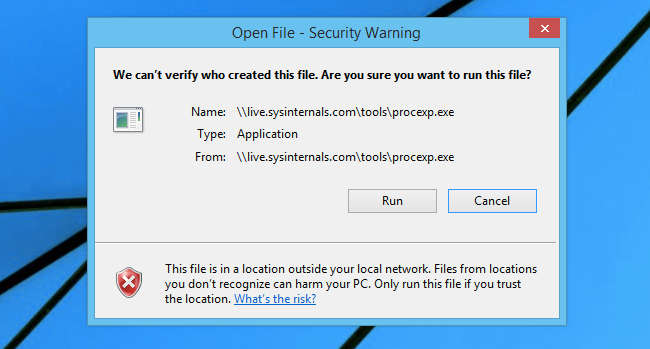 Open File - Security Warning
We can't verify who created this file. Are you sure you want to run this file?
Name: \\live.sysinternals.com\tools\procexp.exe
Type: Application
From: \\live.sysinternals.com\tools\procexp.exe
Run Cancel
This file is in a location outside your local network. Files from locations
you don't recognize can harm your PC. Only run this file if you trust
the location. What's the risk?